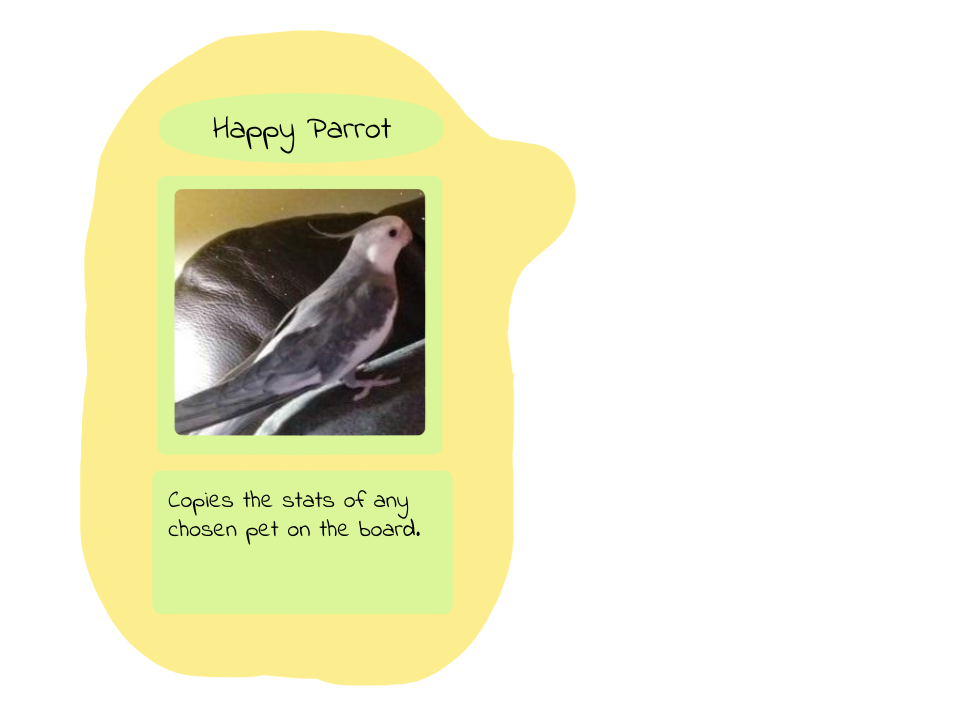 Happy Parrot
Copies the stats of any
chosen pet on the board.